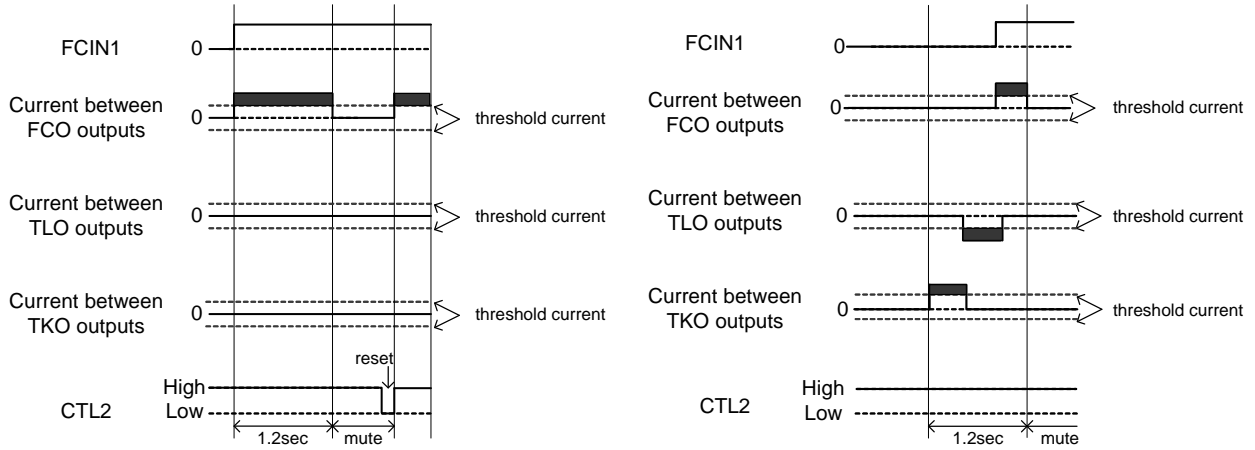 FCIN1
0
Current between
FCO outputs
0
threshold current
Current between
TLO outputs
0
threshold current
Current between
TKO outputs
0
threshold current
reset
CTL2
High
Low
1.2sec
mute
FCIN1
0
Current between
FCO outputs
0
threshold current
Current between
TLO outputs
0
threshold current
Current between
TKO outputs
0
threshold current
CTL2
High
Low
1.2sec
mute